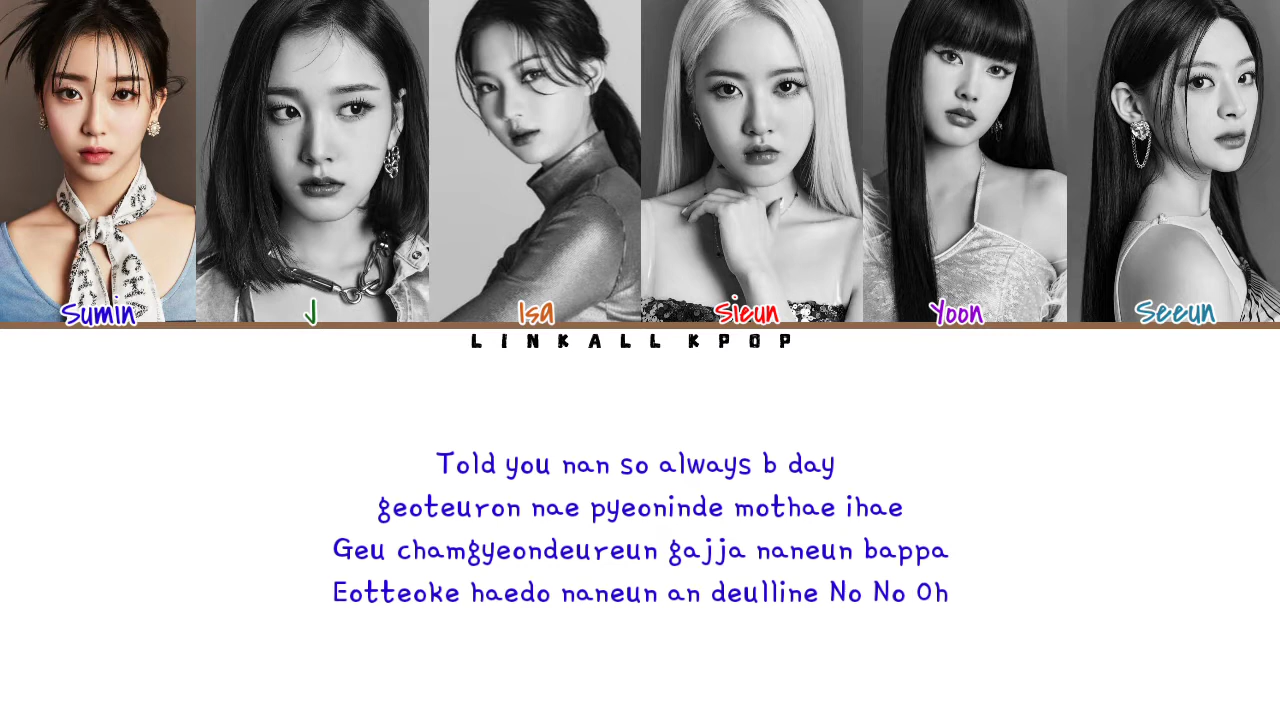 Sumin
J
Isa
Sieun
Yoon
Seeun
LINKALL KPOP
Told you nan so always b day
geoteuron nae pyeoninde mothae ihae
Geu chamgyeondeureun gajja naneun bappa
Eotteoke haedo naneun an deulline No No Oh